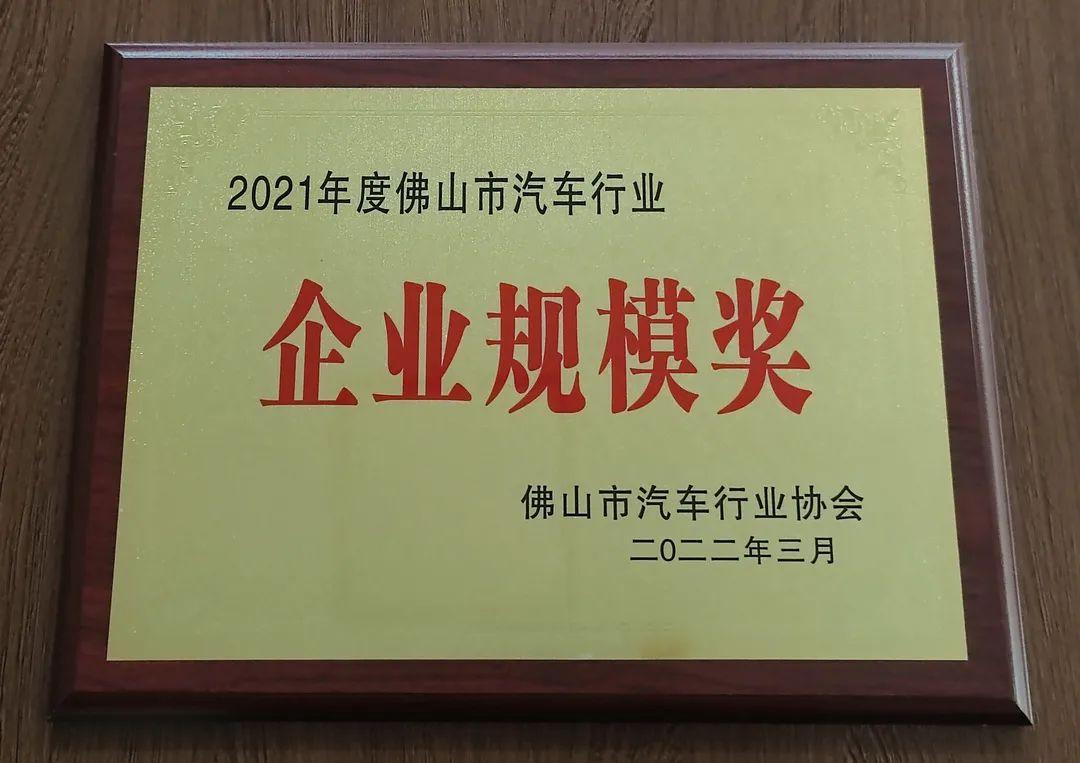 2021年度佛山市汽车行业
企业规模奖
佛山市汽车行业协会
二〇二二年三月